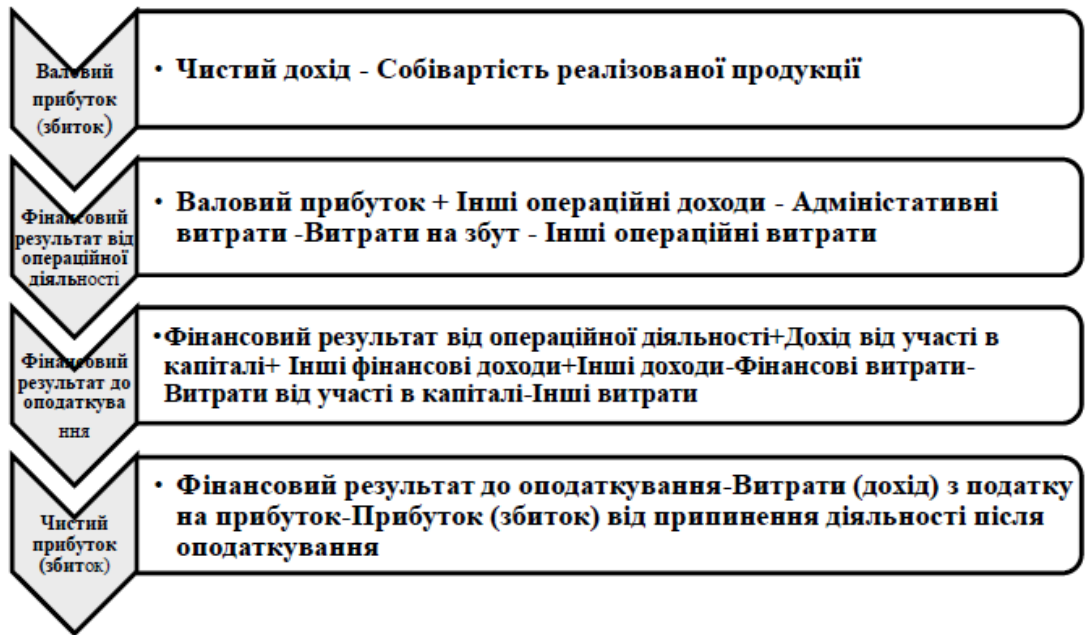 Валовий
прибуток
(збиток)
• Чистий дохід - Собівартість реалізованої продукції
Фінансовий
результат від
операційної
діяльності
• Валовий прибуток + Інші операційні доходи - Адміністативні
витрати -Витрати на збут - Інші операційні витрати
Фінансовий
результат до
оподаткува
ння
•Фінансовий результат від операційної діяльності+Дохід від участі в
капіталі+ Інші фінансові доходи+Інші доходи-Фінансові витрати-
Витрати від участі в капіталі-Інші витрати
Чистий
прибуток
(збиток)
• Фінансовий результат до оподаткування-Витрати (дохід) з податку
на прибуток-Прибуток (збиток) від припинення діяльності після
оподаткування